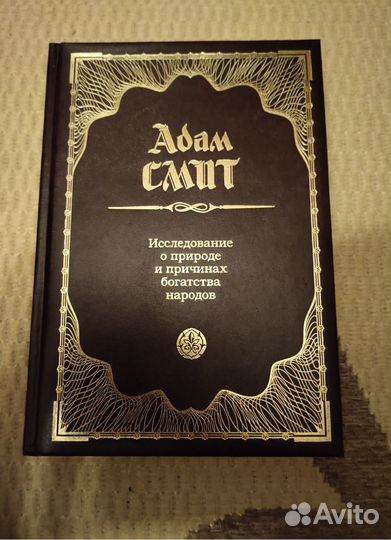 Адам
СМИТ
Исследование
о природе
и причинах
богатства
народов
Avito